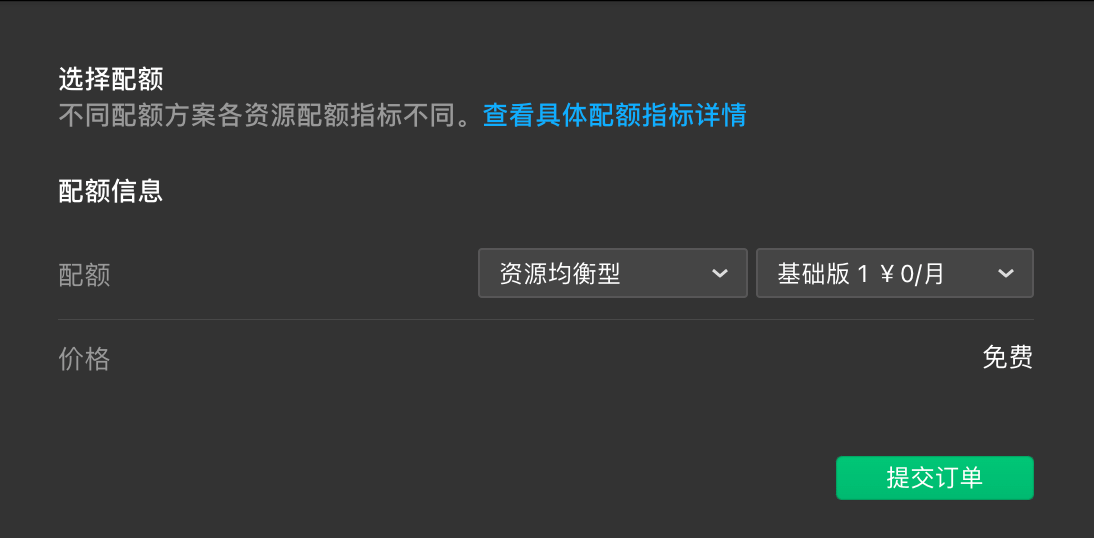 选择配额
不同配额方案各资源配额指标不同。查看具体配额指标详情
配额信息
配额 资源均衡型 基础版 1 ¥0/月
价格 免费
提交订单